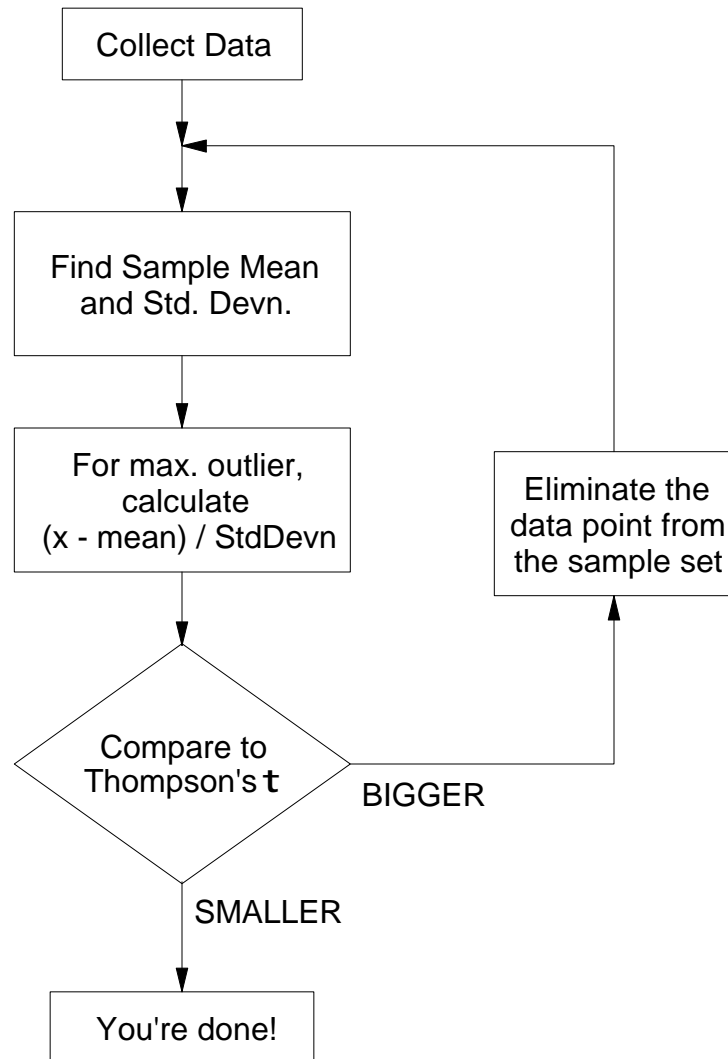 Collect Data
Find Sample Mean
and Std. Devn.
For max. outlier,
calculate
(x - mean) / StdDevn
Eliminate the
data point from
the sample set
Compare to
Thompson's t
BIGGER
SMALLER
You're done!